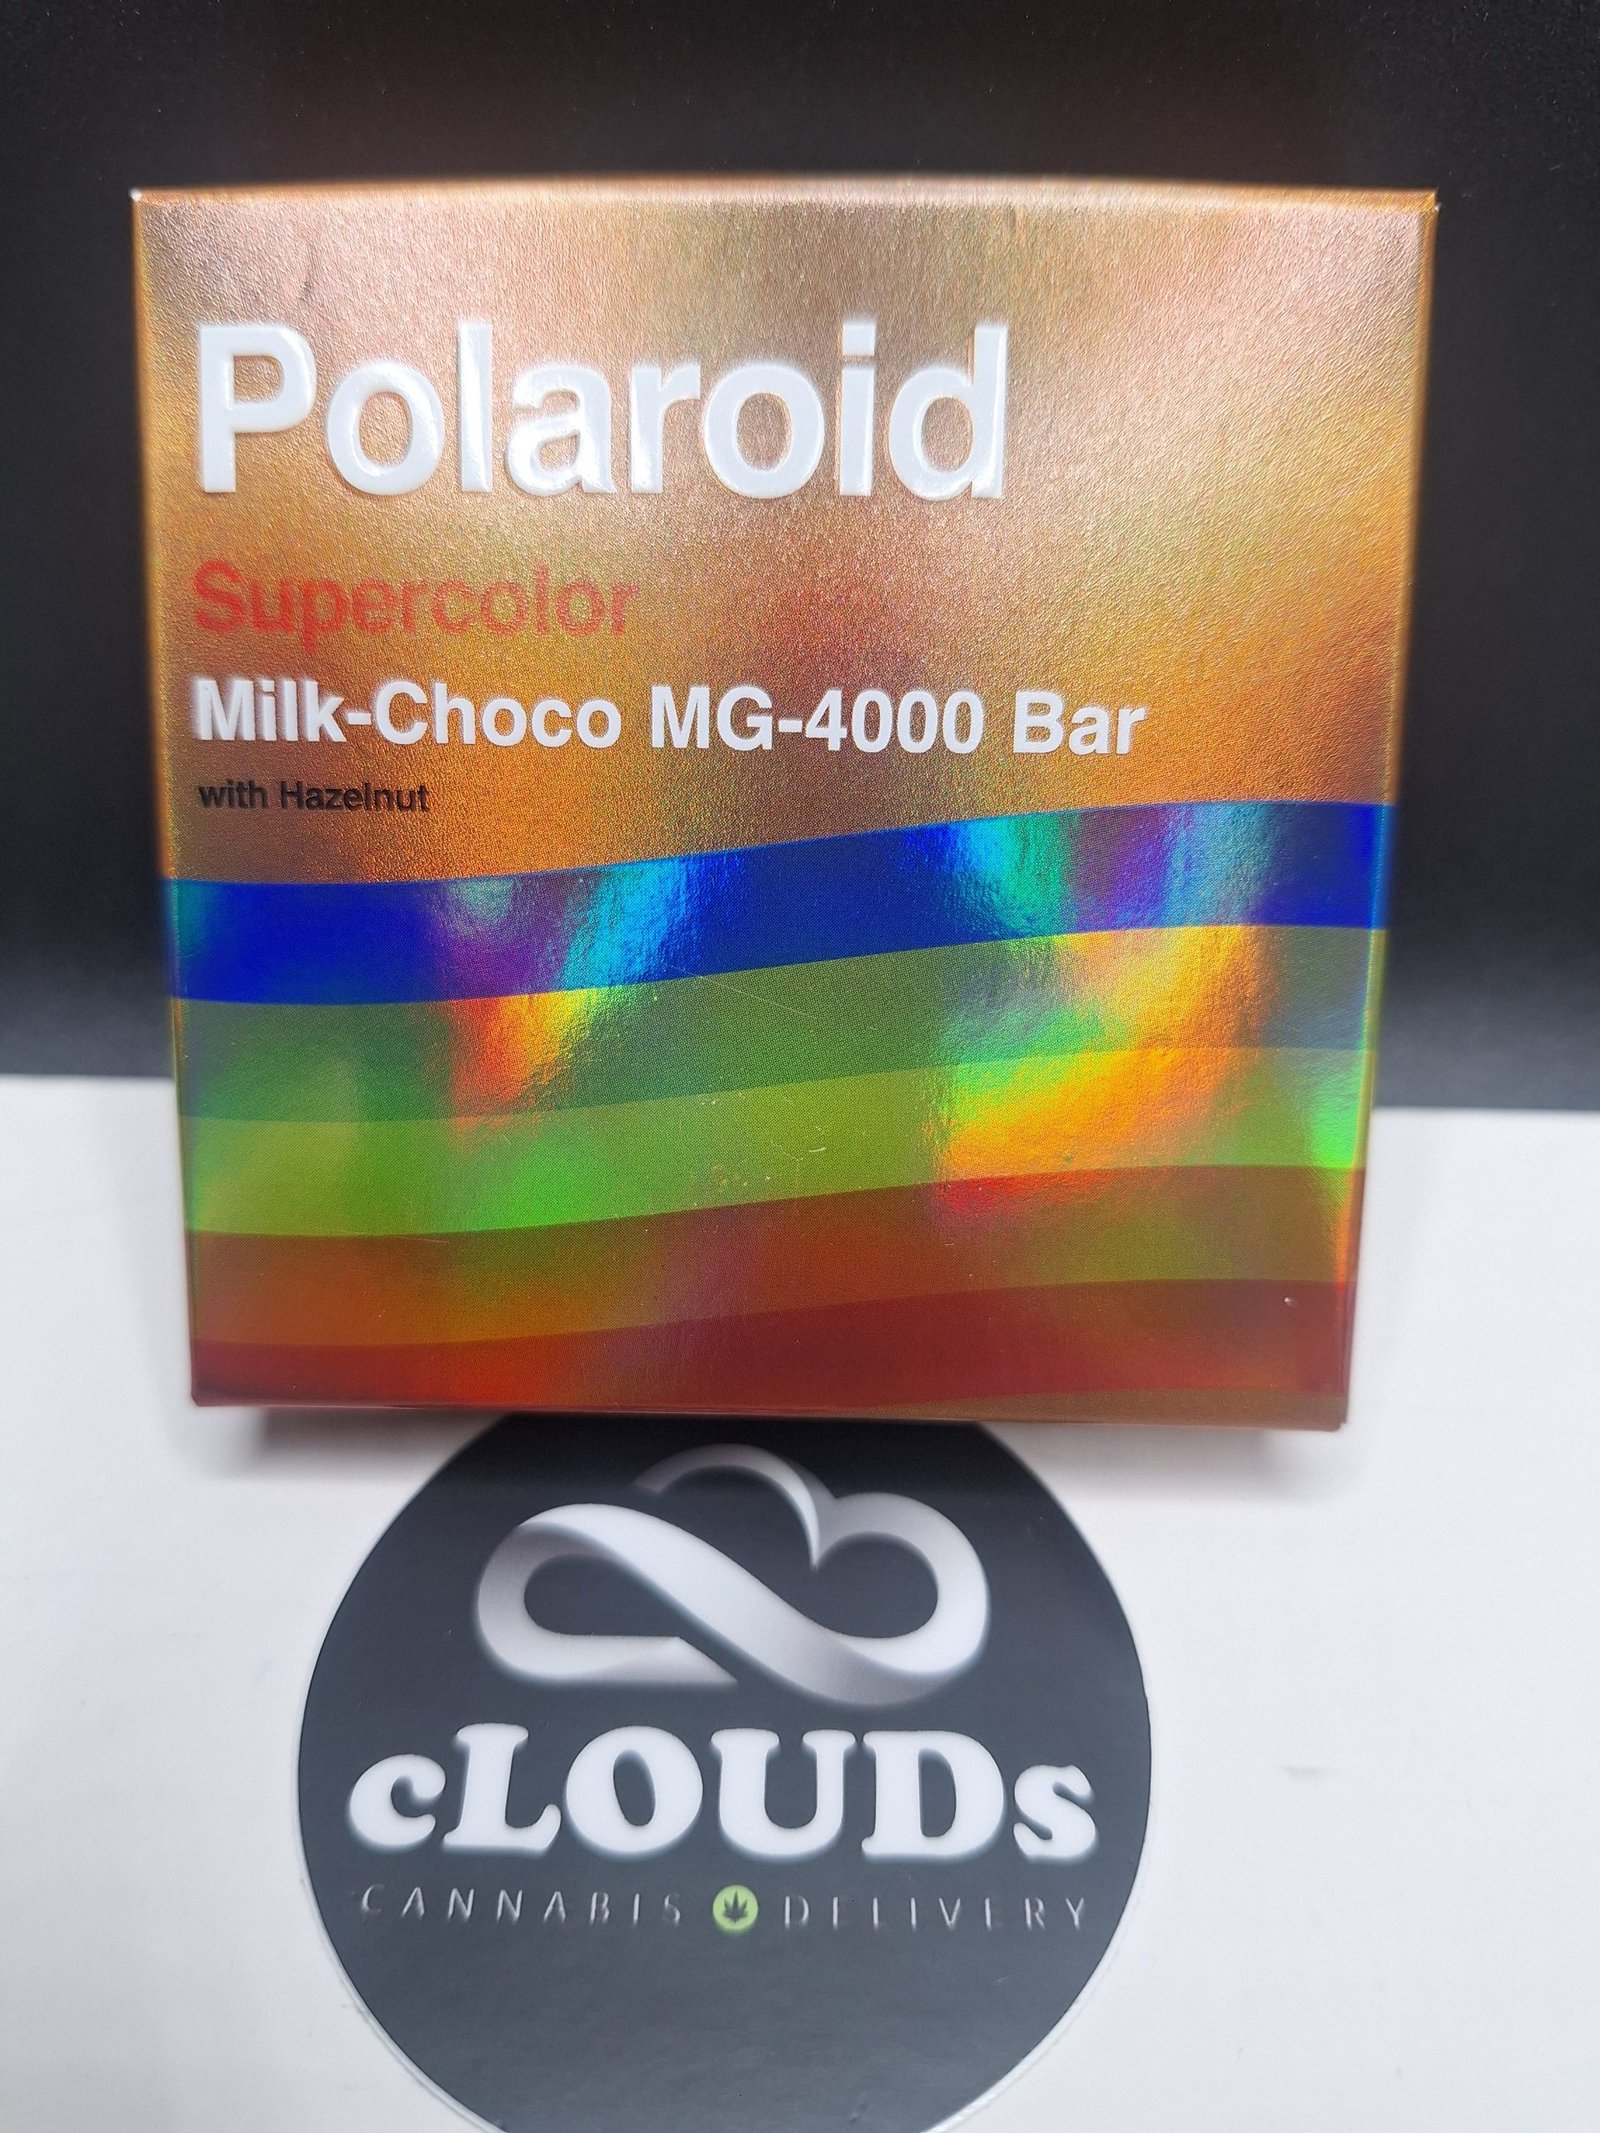 Polaroid
Supercolor
Milk-Choco MG-4000 Bar
with Hazelnut
cLOUDs
CANNABIS DELIVERY